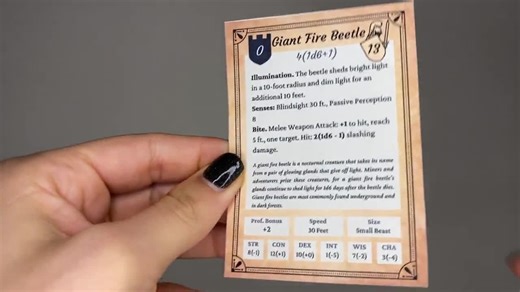 0
Giant Fire Beetle
13
4(1d6+1)
Illumination. The beetle sheds bright light
in a 10-foot radius and dim light for an
additional 10 feet.
Senses: Blindsight 30 ft., Passive Perception
8
Bite. Melee Weapon Attack: +1 to hit, reach
5 ft., one target. Hit: 2(1d6 - 1) slashing
damage.
A giant fire beetle is a nocturnal creature that takes its name
from a pair of glowing glands that give off light. Miners and
adventurers prize these creatures, for a giant fire beetle's
glands continue to shed light for 1d6 days after the beetle dies.
Giant fire beetles are most commonly found underground and
in dark forests.
Prof. Bonus Speed Size
+2 30 Feet Small Beast
STR CON DEX INT WIS CHA
8(-1) 12(+1) 10(+0) 1(-5) 7(-2) 3(-4)